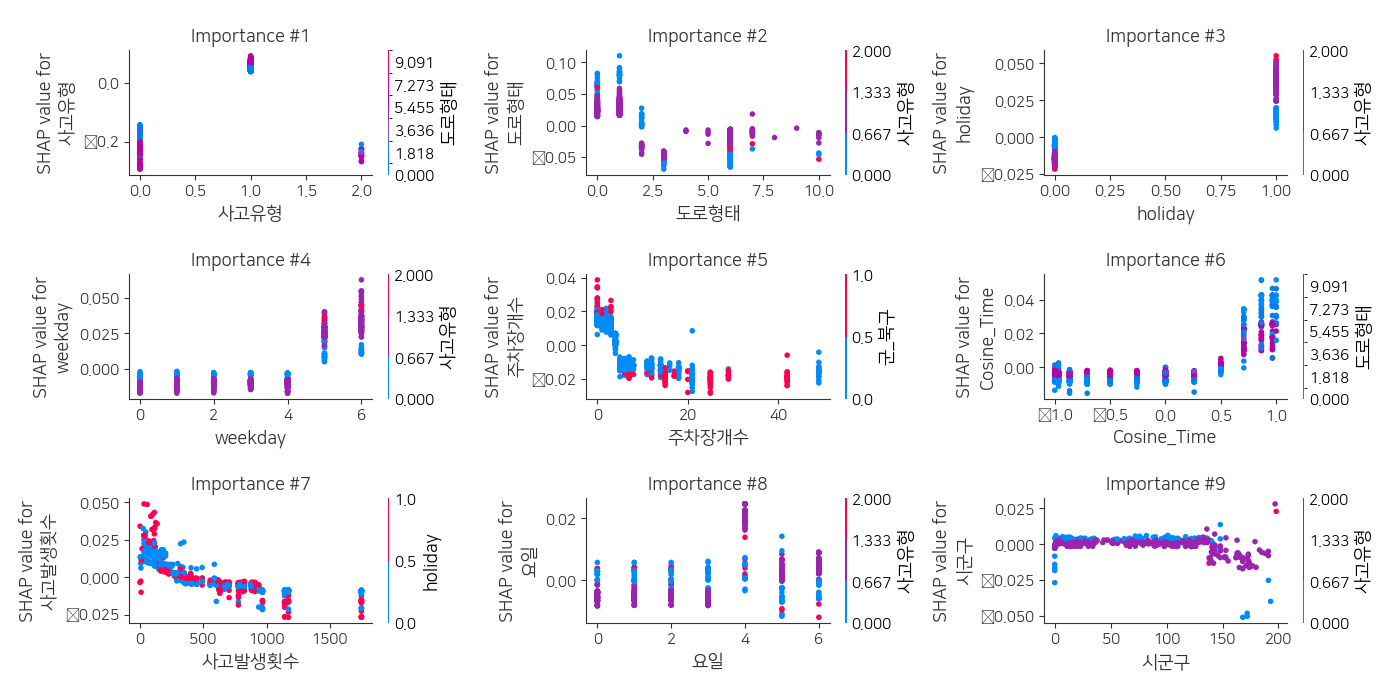 Importance #1
SHAP value for
사고유형
0.0
0.2
0.0
0.5
1.0
1.5
2.0
사고유형
9.091
7.273
5.455
3.636
1.818
0.000
도로형태
Importance #2
SHAP value for
도로형태
0.10
0.05
0.00
0.05
0.0
2.5
5.0
7.5
10.0
도로형태
2.000
1.333
0.667
0.000
사고유형
Importance #3
SHAP value for
holiday
0.050
0.025
0.000
0.025
0.00
0.25
0.50
0.75
1.00
holiday
2.000
1.333
0.667
0.000
사고유형
Importance #4
SHAP value for
weekday
0.050
0.025
0.000
0
2
4
6
weekday
2.000
1.333
0.667
0.000
사고유형
Importance #5
SHAP value for
주차장개수
0.04
0.02
0.00
0.02
0
20
40
주차장개수
1.0
0.5
0.0
군_북구
Importance #6
SHAP value for
Cosine_Time
0.04
0.02
0.00
1.0
0.5
0.0
0.5
1.0
Cosine_Time
9.091
7.273
5.455
3.636
1.818
0.000
도로형태
Importance #7
SHAP value for
사고발생횟수
0.050
0.025
0.000
0.025
0
500
1000
1500
사고발생횟수
1.0
0.5
0.0
holiday
Importance #8
SHAP value for
요일
0.02
0.00
0
2
4
6
요일
2.000
1.333
0.667
0.000
사고유형
Importance #9
SHAP value for
시군구
0.025
0.000
0.025
0.050
0
50
100
150
200
시군구
2.000
1.333
0.667
0.000
사고유형